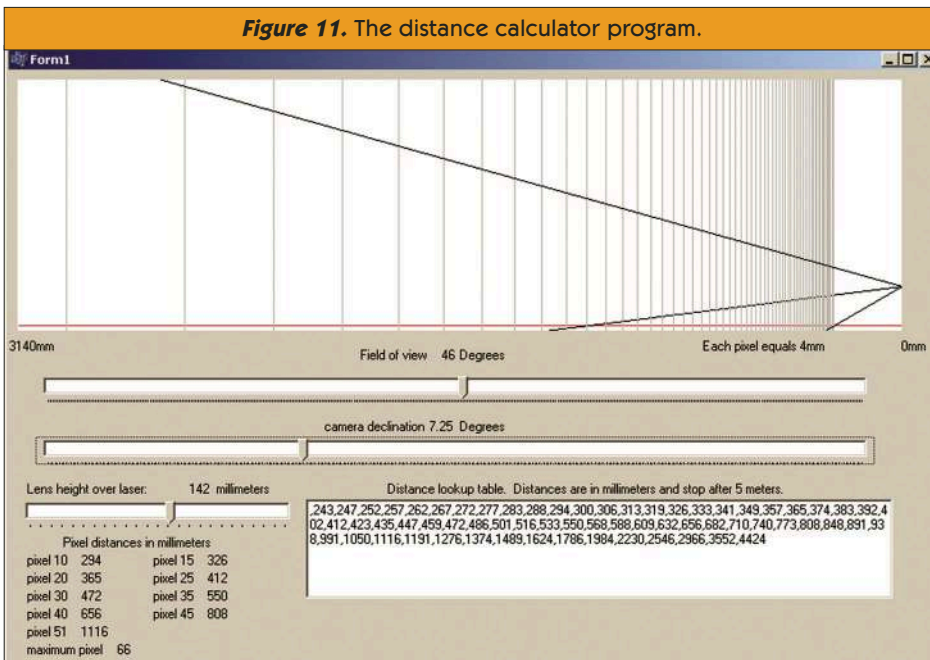 Figure 11. The distance calculator program.
Form1
3140mm
Each pixel equals 4mm
0mm
Field of view 46 Degrees
camera declination 7.25 Degrees
Lens height over laser: 142 millimeters
Distance lookup table. Distances are in millimeters and stop after 5 meters.
,243,247,252,257,262,267,272,277,283,288,294,300,306,313,319,326,333,341,349,357,365,374,383,392,4
02,412,423,435,447,459,472,486,501,516,533,550,568,588,609,632,656,682,710,740,773,808,848,891,93
8,991,1050,1116,1191,1276,1374,1489,1624,1786,1984,2230,2546,2966,3552,4424
Pixel distances in millimeters
pixel 10 294 pixel 15 326
pixel 20 365 pixel 25 412
pixel 30 472 pixel 35 550
pixel 40 656 pixel 45 808
pixel 51 1116
maximum pixel 66